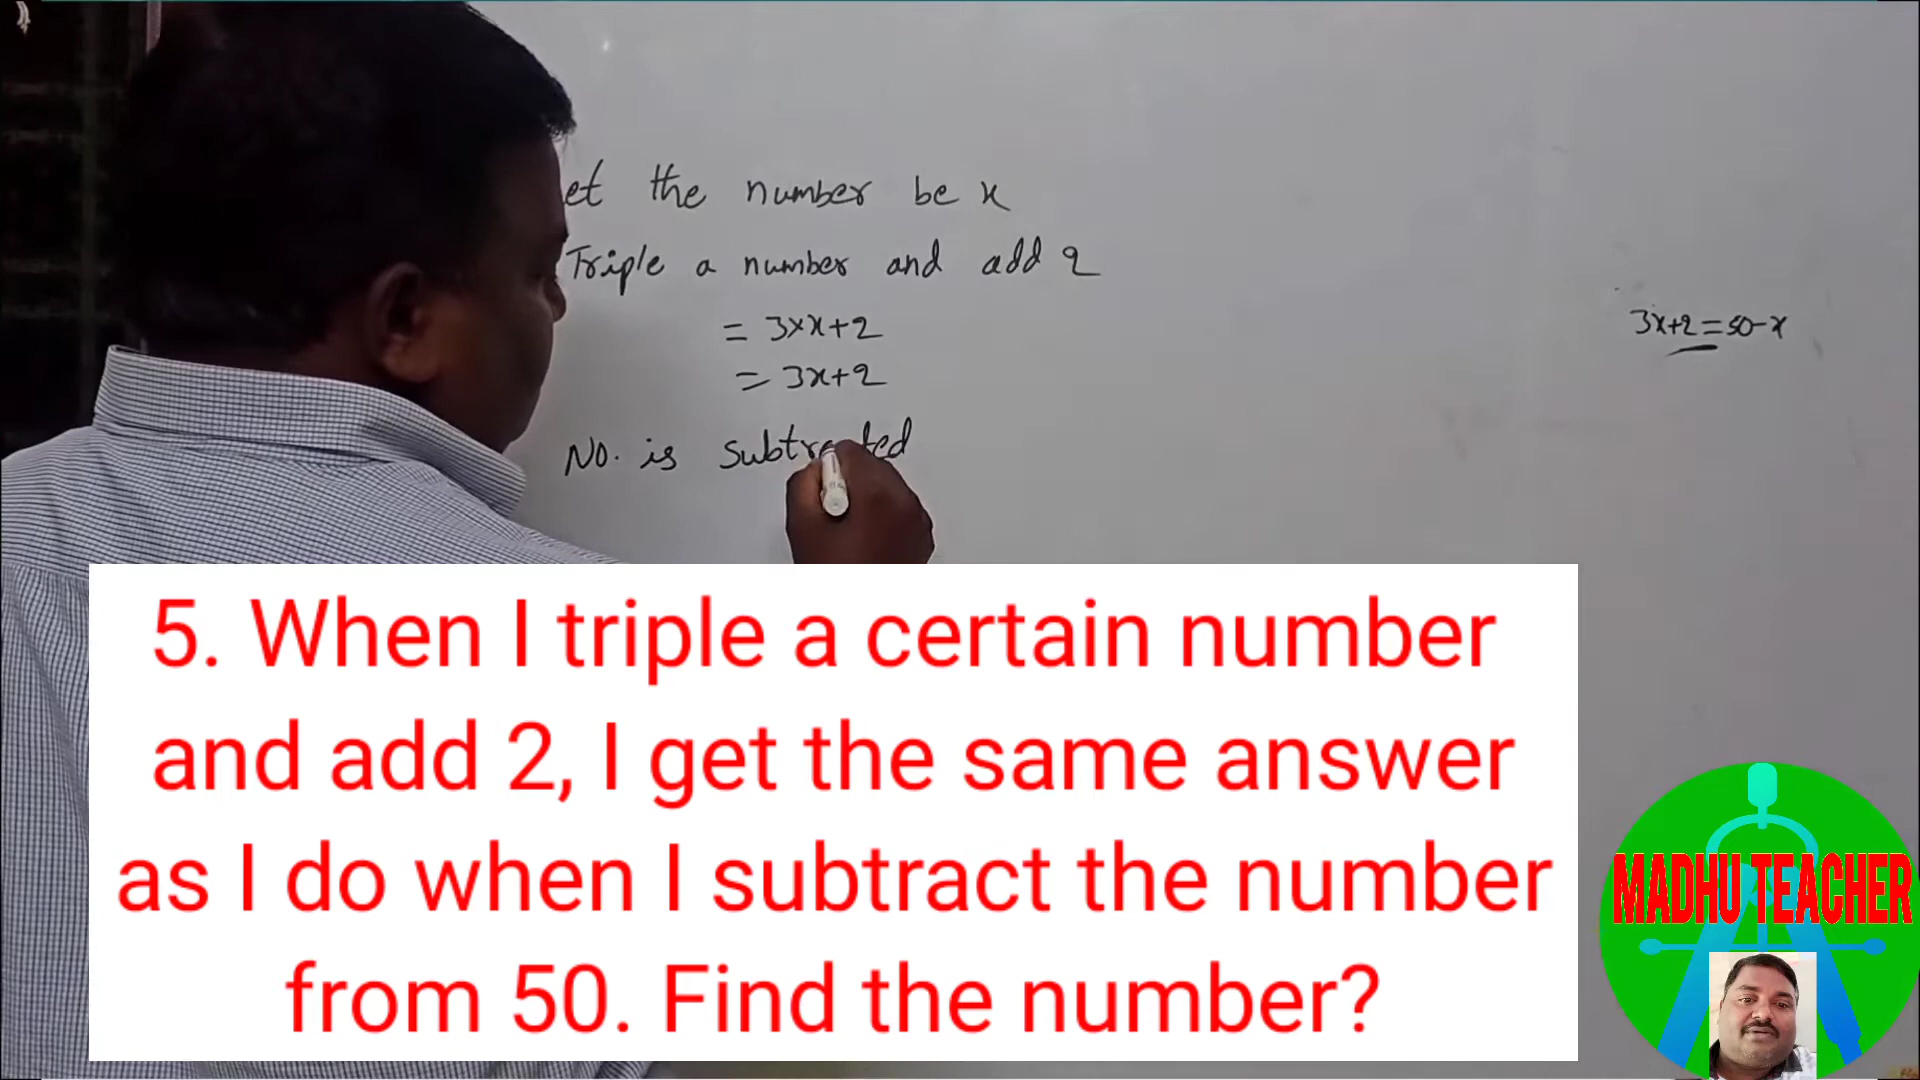 et the number be x
Triple a number and add 2
= 3×x+2
= 3x+2
3x+2=50-x
No. is subtracted
5. When I triple a certain number
and add 2, I get the same answer
as I do when I subtract the number
from 50. Find the number?
MADHU TEACHER